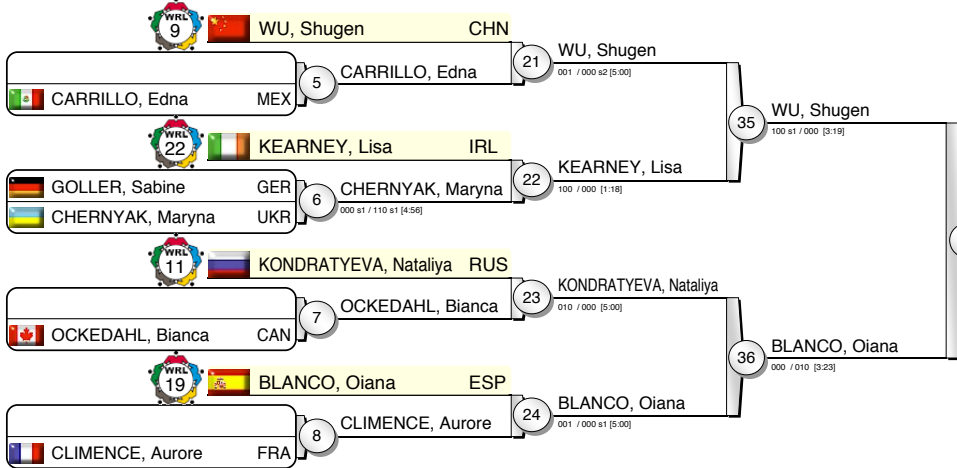 WRL
9
WU, Shugen CHN
CARRILLO, Edna MEX
5
CARRILLO, Edna
21
WU, Shugen
001 / 000 s2 [5:00]
WRL
22
KEARNEY, Lisa IRL
GOLLER, Sabine GER
CHERNYAK, Maryna UKR
6
CHERNYAK, Maryna
000 s1 / 110 s1 [4:56]
22
KEARNEY, Lisa
100 / 000 [1:18]
35
WU, Shugen
100 s1 / 000 [3:19]
WRL
11
KONDRATYEVA, Nataliya RUS
OCKEDAHL, Bianca CAN
7
OCKEDAHL, Bianca
23
KONDRATYEVA, Nataliya
010 / 000 [5:00]
WRL
19
BLANCO, Oiana ESP
CLIMENCE, Aurore FRA
8
CLIMENCE, Aurore
24
BLANCO, Oiana
001 / 000 s1 [5:00]
36
BLANCO, Oiana
000 / 010 [3:23]